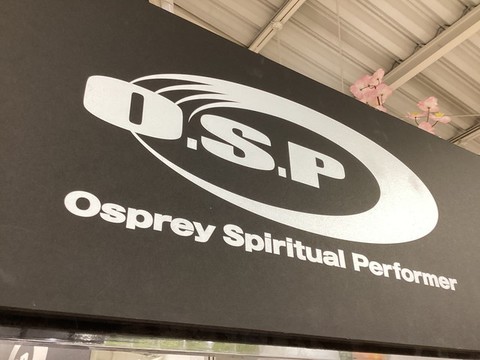 O.S.P
Osprey Spiritual Performer